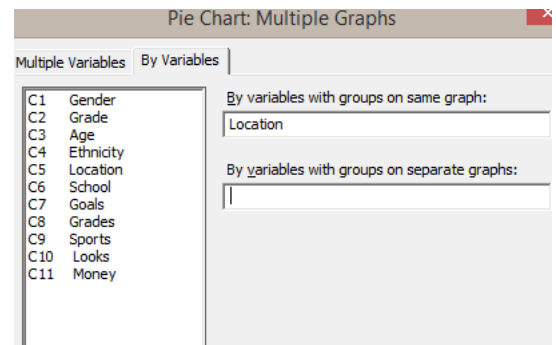 Pie Chart: Multiple Graphs
Multiple Variables By Variables
C1 Gender
C2 Grade
C3 Age
C4 Ethnicity
C5 Location
C6 School
C7 Goals
C8 Grades
C9 Sports
C10 Looks
C11 Money
By variables with groups on same graph:
Location
By variables with groups on separate graphs: